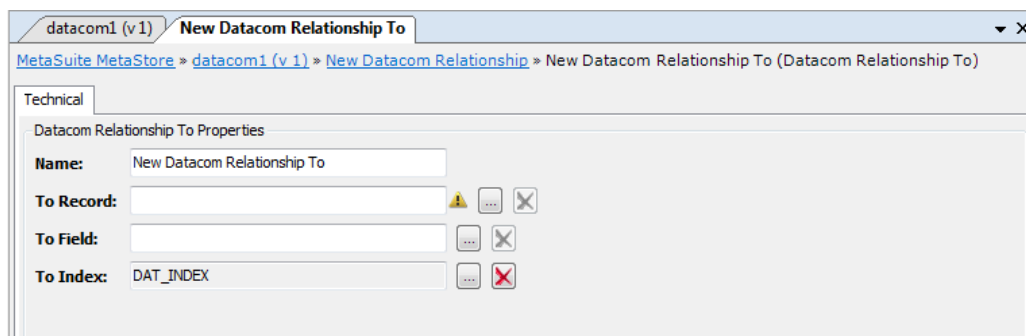 datacom1 (v 1) New Datacom Relationship To
MetaSuite MetaStore » datacom1 (v 1) » New Datacom Relationship » New Datacom Relationship To (Datacom Relationship To)
Technical
Datacom Relationship To Properties
Name: New Datacom Relationship To
To Record: ...
To Field: ...
To Index: DAT_INDEX ...